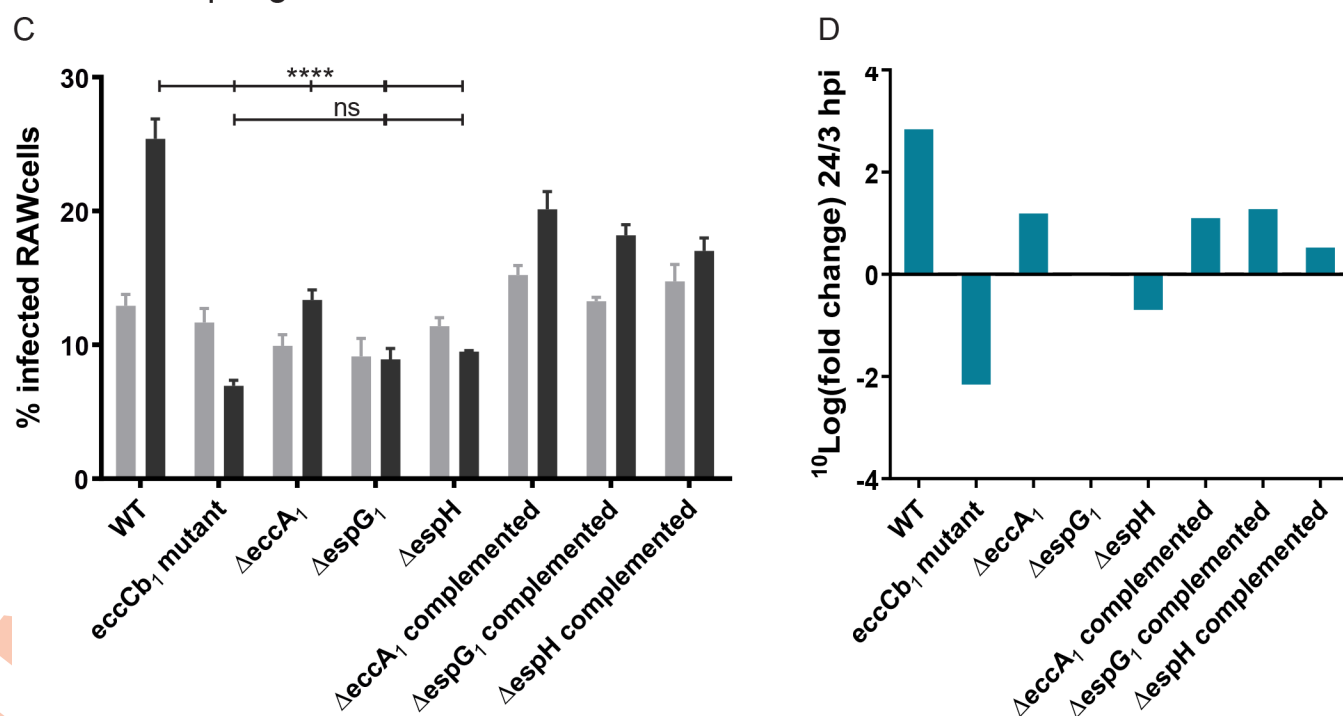 C
% infected RAWcells
30
20
10
0
****
ns
WT
eccCb₁ mutant
ΔeccA₁
ΔespG₁
ΔespH
ΔeccA₁ complemented
ΔespG₁ complemented
ΔespH complemented
D
¹⁰Log(fold change) 24/3 hpi
4
2
0
-2
-4
WT
eccCb₁ mutant
ΔeccA₁
ΔespG₁
ΔespH
ΔeccA₁ complemented
ΔespG₁ complemented
ΔespH complemented